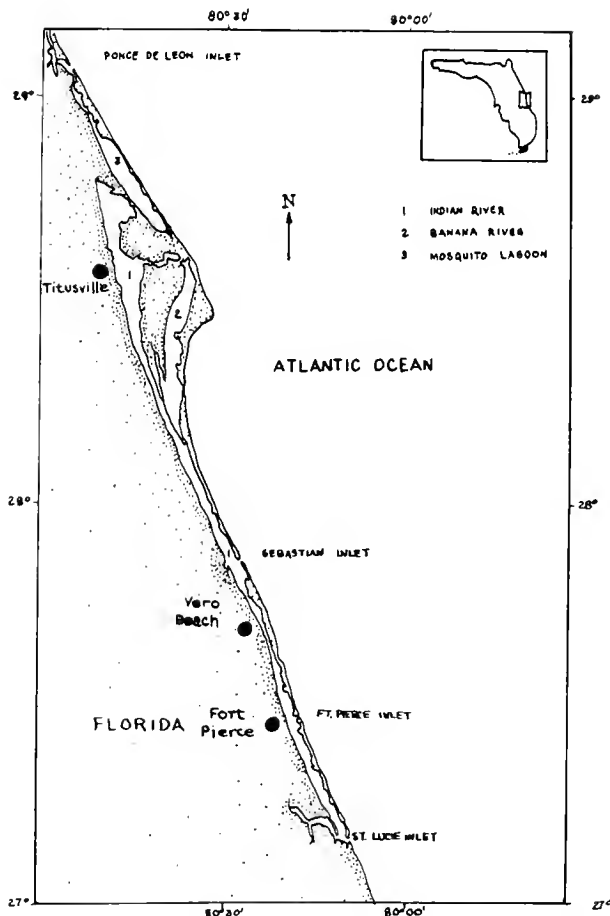 80°30'
80°00'
PONCE DE LEON INLET
29°
29°
3
N
1 INDIAN RIVER
2 BANANA RIVER
3 MOSQUITO LAGOON
1
Titusville
2
ATLANTIC OCEAN
28°
28°
SEBASTIAN INLET
1
Vero
Beach
FT. PIERCE INLET
FLORIDA
Fort
Pierce
ST. LUCIE INLET
27°
27°
80°30'
80°00'